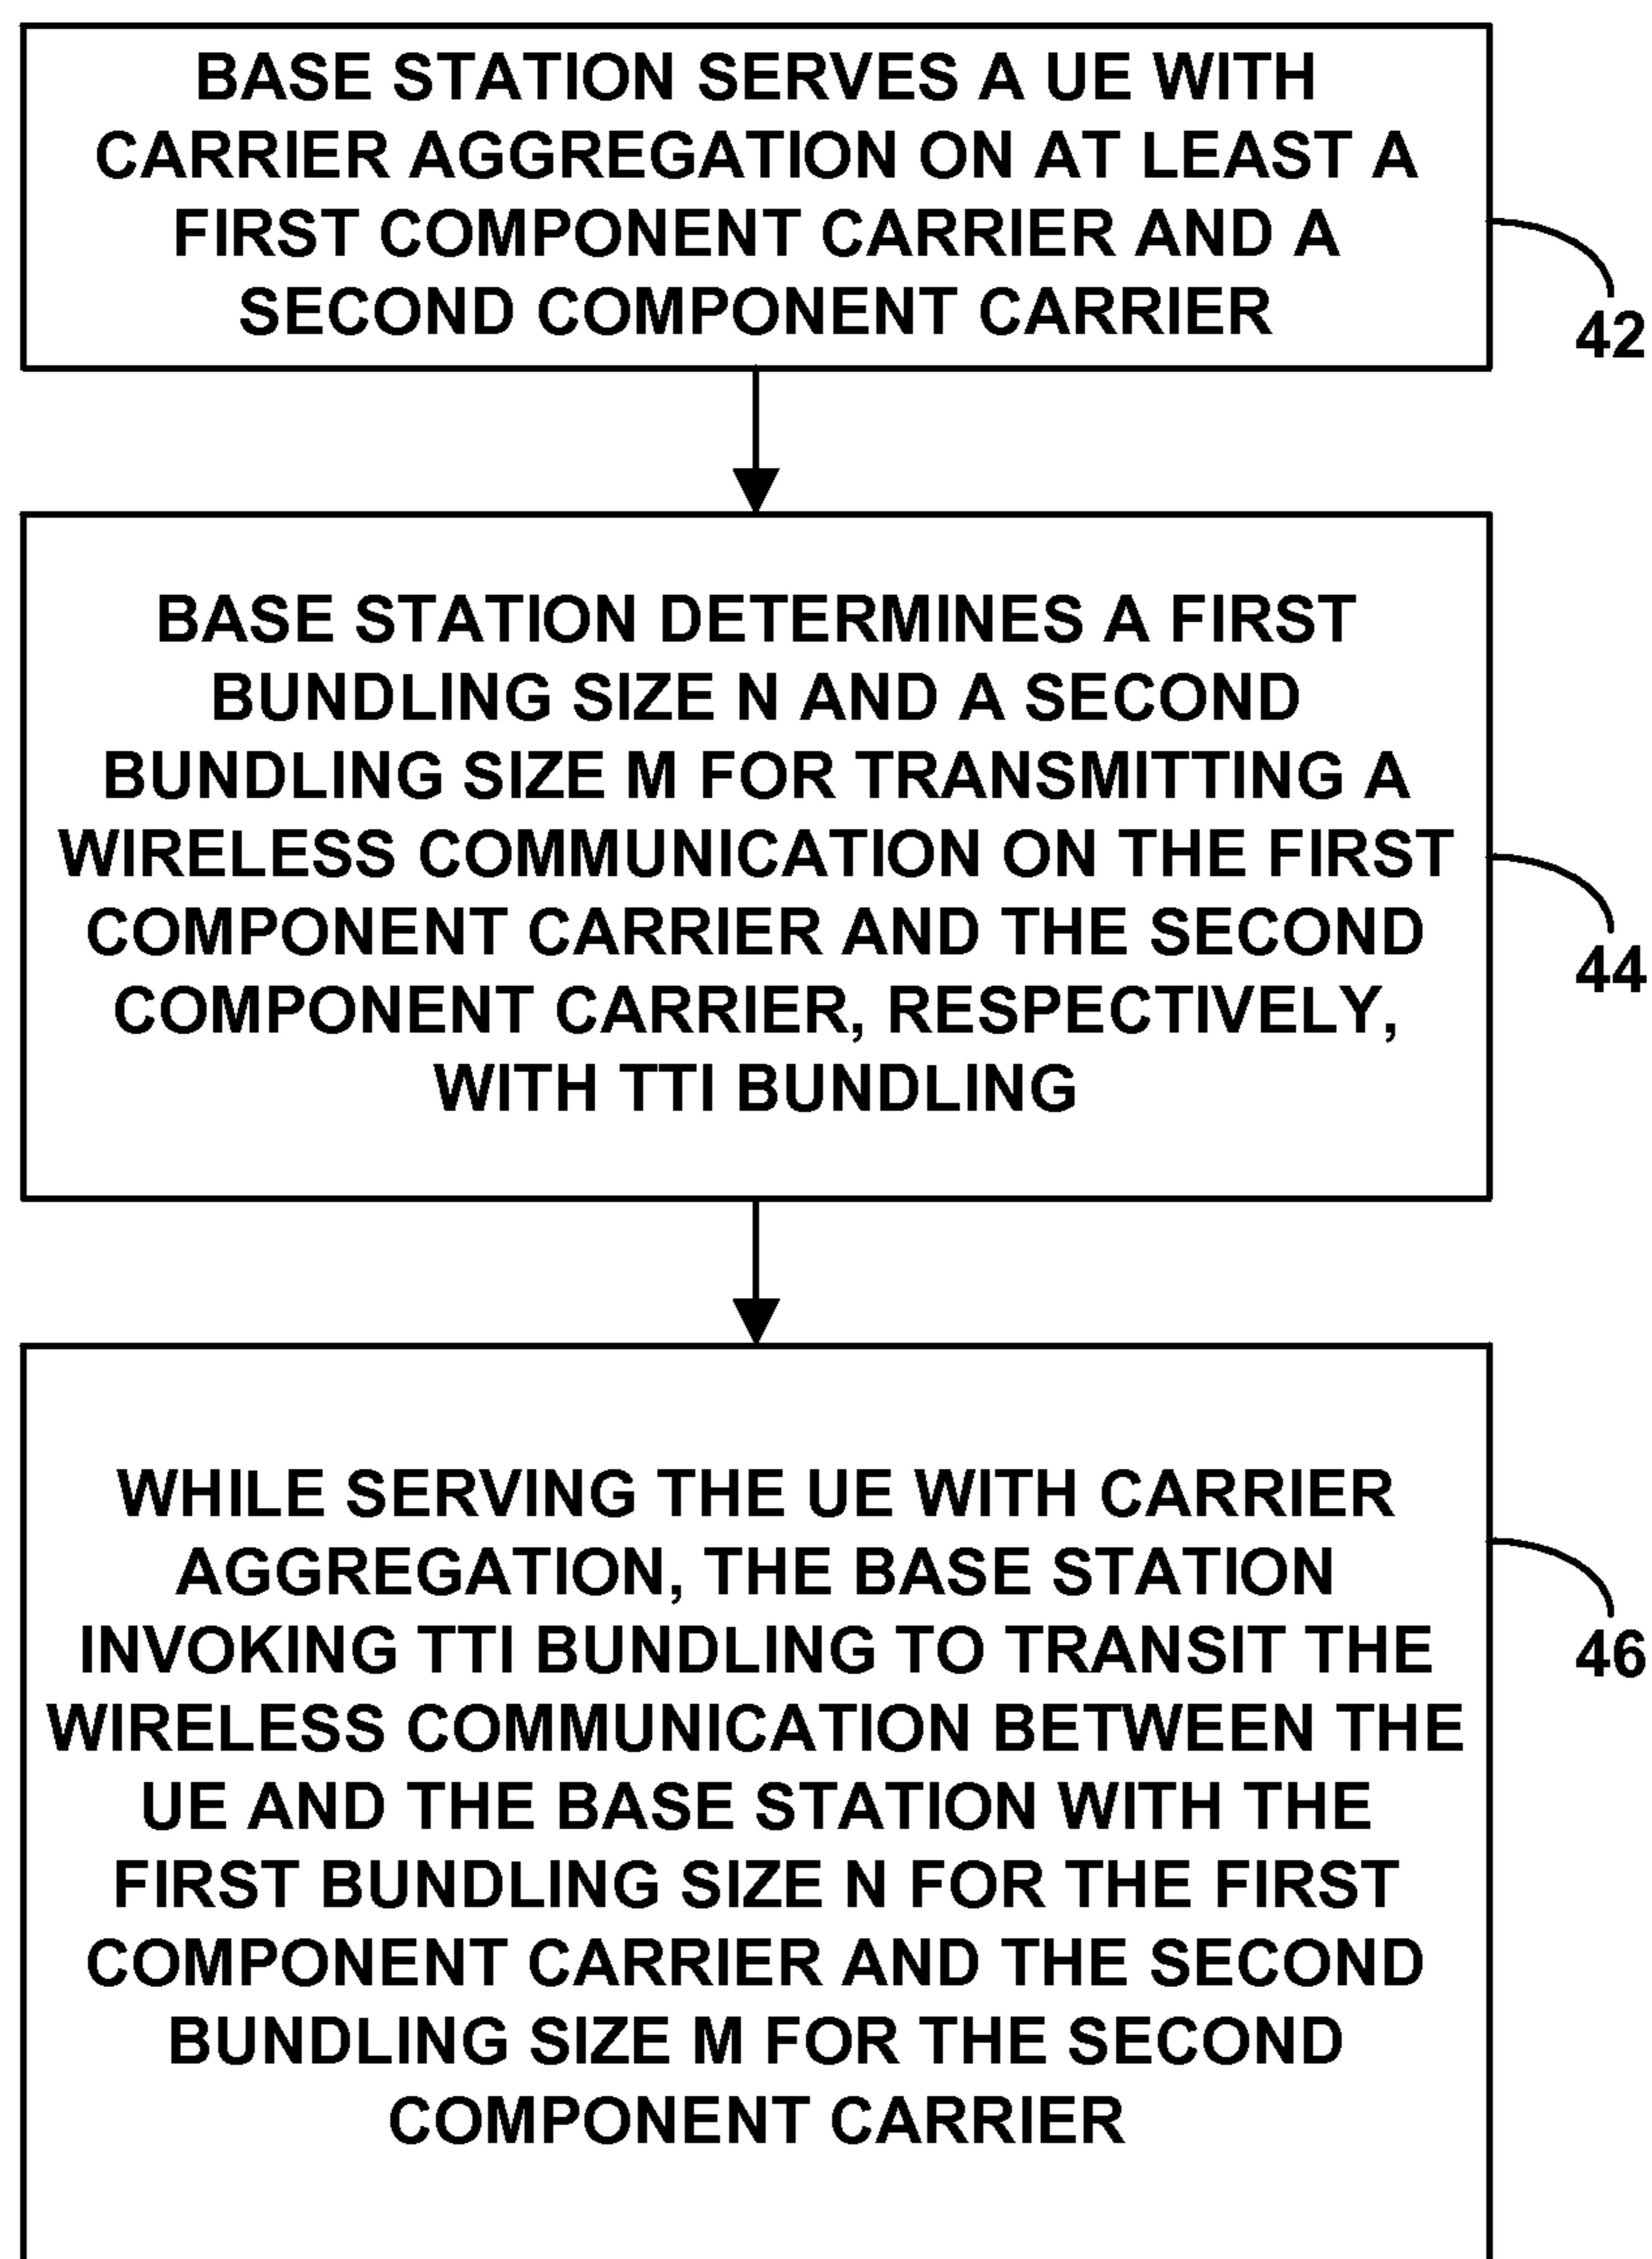 BASE STATION SERVES A UE WITH
CARRIER AGGREGATION ON AT LEAST A
FIRST COMPONENT CARRIER AND A
SECOND COMPONENT CARRIER
42
BASE STATION DETERMINES A FIRST
BUNDLING SIZE N AND A SECOND
BUNDLING SIZE M FOR TRANSMITTING A
WIRELESS COMMUNICATION ON THE FIRST
COMPONENT CARRIER AND THE SECOND
COMPONENT CARRIER, RESPECTIVELY,
WITH TTI BUNDLING
44
WHILE SERVING THE UE WITH CARRIER
AGGREGATION, THE BASE STATION
INVOKING TTI BUNDLING TO TRANSIT THE
WIRELESS COMMUNICATION BETWEEN THE
UE AND THE BASE STATION WITH THE
FIRST BUNDLING SIZE N FOR THE FIRST
COMPONENT CARRIER AND THE SECOND
BUNDLING SIZE M FOR THE SECOND
COMPONENT CARRIER
46